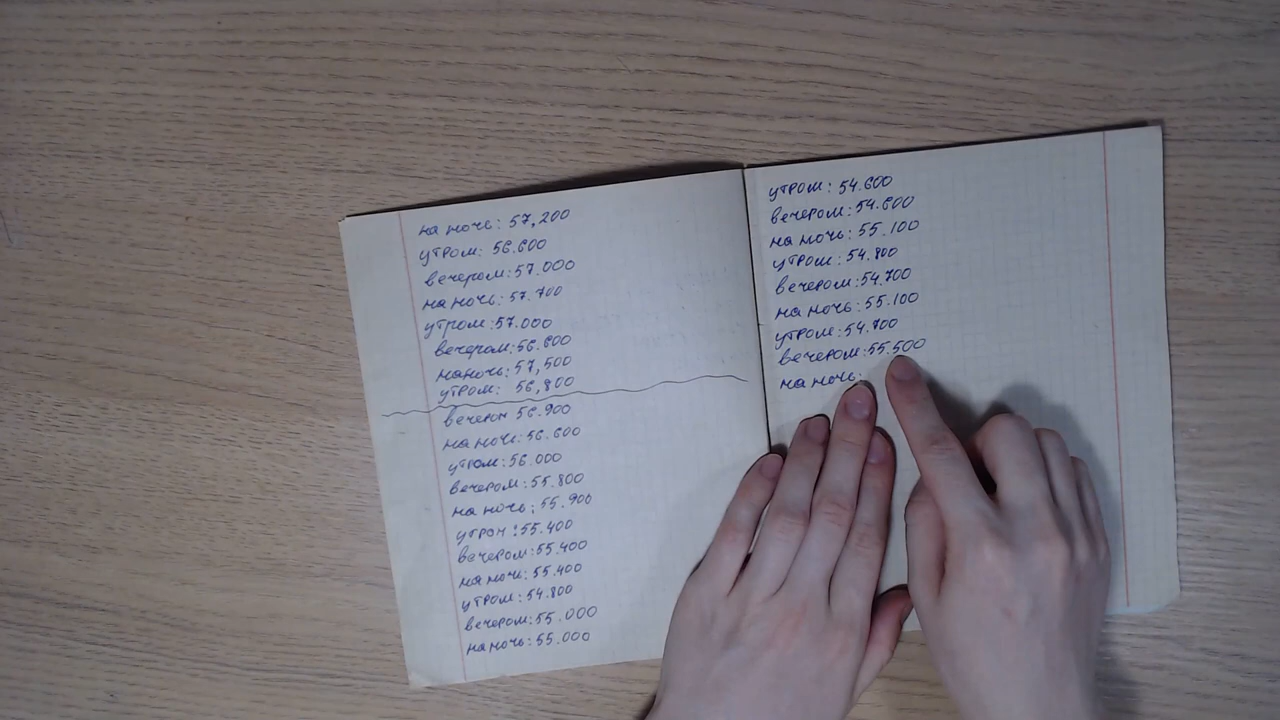 на ночь: 57,200
утром: 56.600
вечером: 57.000
на ночь: 57.700
утром: 57.000
вечером: 56.600
на ночь: 57,500
утром: 56,800
вечером 56.900
на ночь: 56.600
утром: 56.000
вечером: 55.800
на ночь: 55.900
утром: 55.400
вечером: 55.400
на ночь: 55.400
утром: 54.800
вечером: 55.000
на ночь: 55.000
утром: 54.600
вечером: 54.600
на ночь: 55.100
утром: 54.800
вечером: 54.700
на ночь: 55.100
утром: 54.700
вечером: 55.500
на ночь: